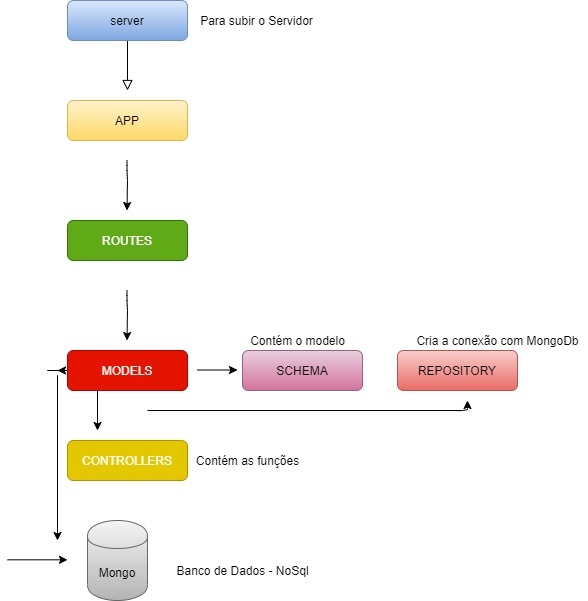 server
Para subir o Servidor
APP
ROUTES
Contém o modelo
Cria a conexão com MongoDb
MODELS
SCHEMA
REPOSITORY
CONTROLLERS
Contém as funções
Mongo
Banco de Dados - NoSql